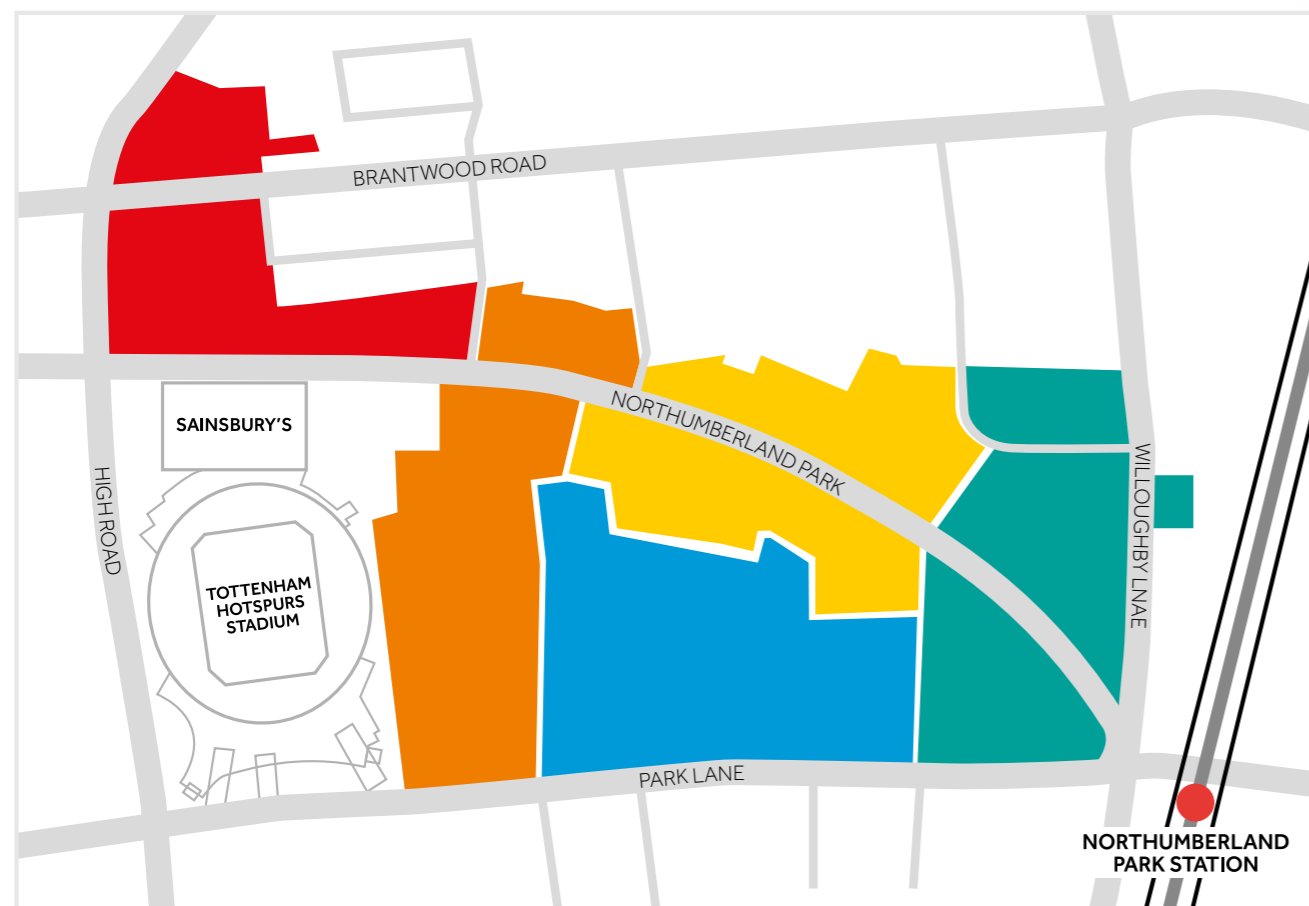 BRANTWOOD ROAD
NORTHUMBERLAND PARK
SAINSBURY'S
HIGH ROAD
WILLOUGHBY LNAE
TOTTENHAM
HOTSPURS
STADIUM
PARK LANE
NORTHUMBERLAND
PARK STATION